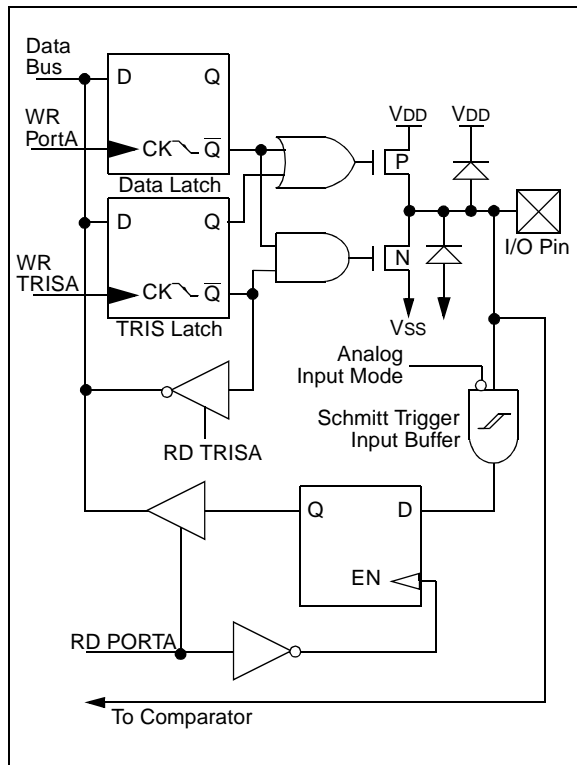 Data
Bus
D
Q
VDD
VDD
WR
PortA
CK
Q
P
Data Latch
D
Q
I/O Pin
WR
TRISA
N
CK
Q
TRIS Latch
VSS
Analog
Input Mode
Schmitt Trigger
Input Buffer
RD TRISA
Q
D
EN
RD PORTA
To Comparator